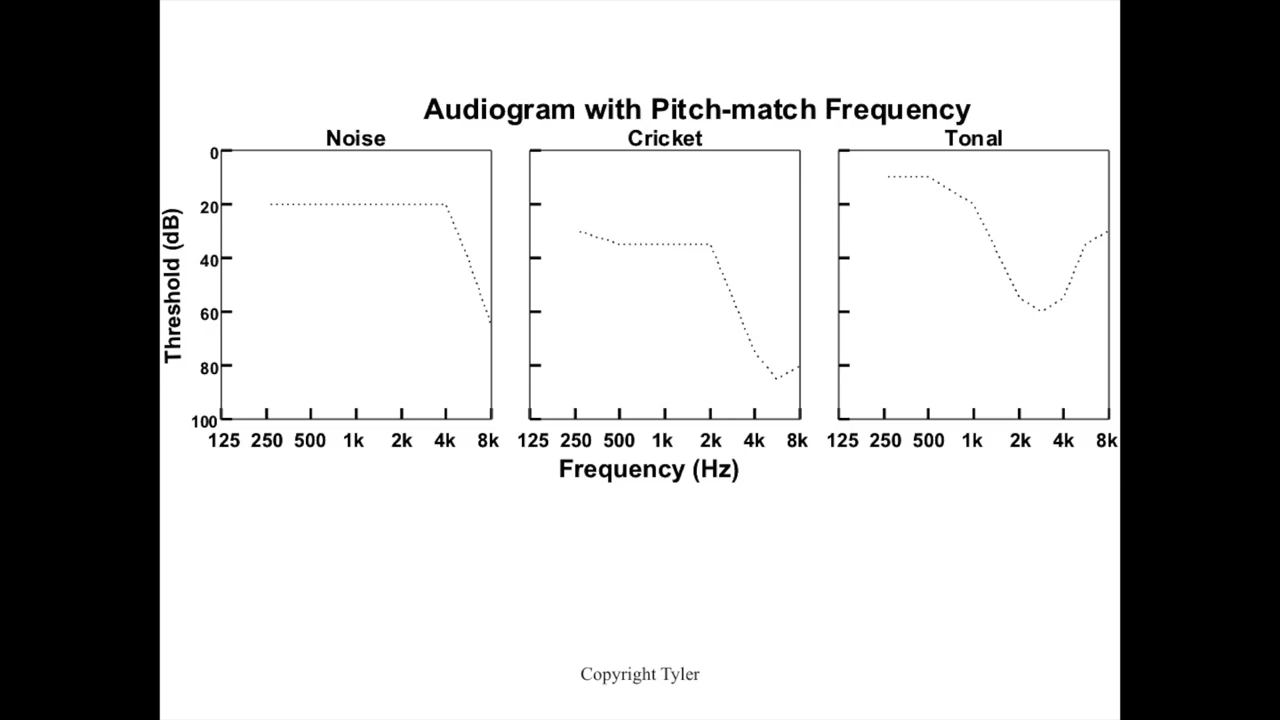 Audiogram with Pitch-match Frequency
Noise Cricket Tonal
0
20
40
60
80
100
Threshold (dB)
125 250 500 1k 2k 4k 8k 125 250 500 1k 2k 4k 8k 125 250 500 1k 2k 4k 8k
Frequency (Hz)
Copyright Tyler